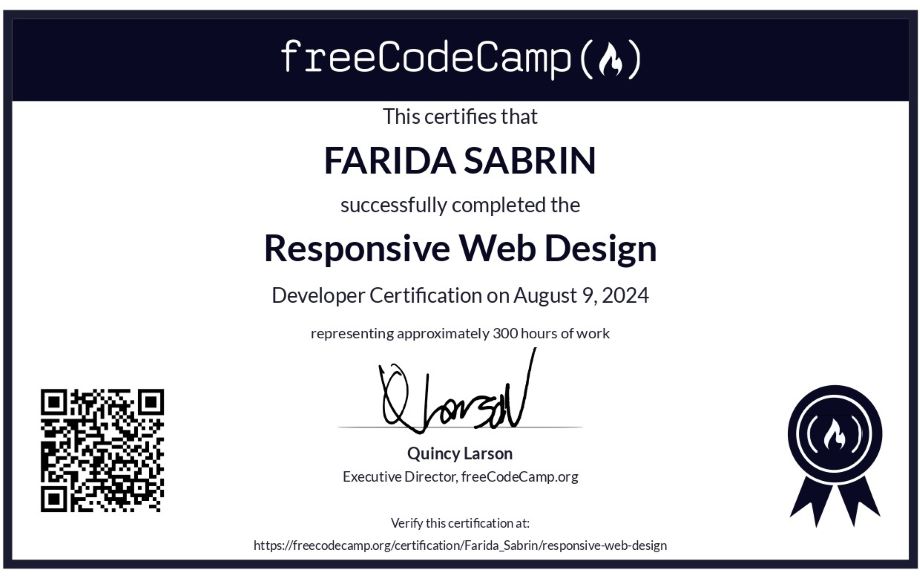 freeCodeCamp
This certifies that
FARIDA SABRIN
successfully completed the
Responsive Web Design
Developer Certification on August 9, 2024
representing approximately 300 hours of work
QLarson
Quincy Larson
Executive Director, freeCodeCamp.org
Verify this certification at:
https://freecodecamp.org/certification/Farida_Sabrin/responsive-web-design